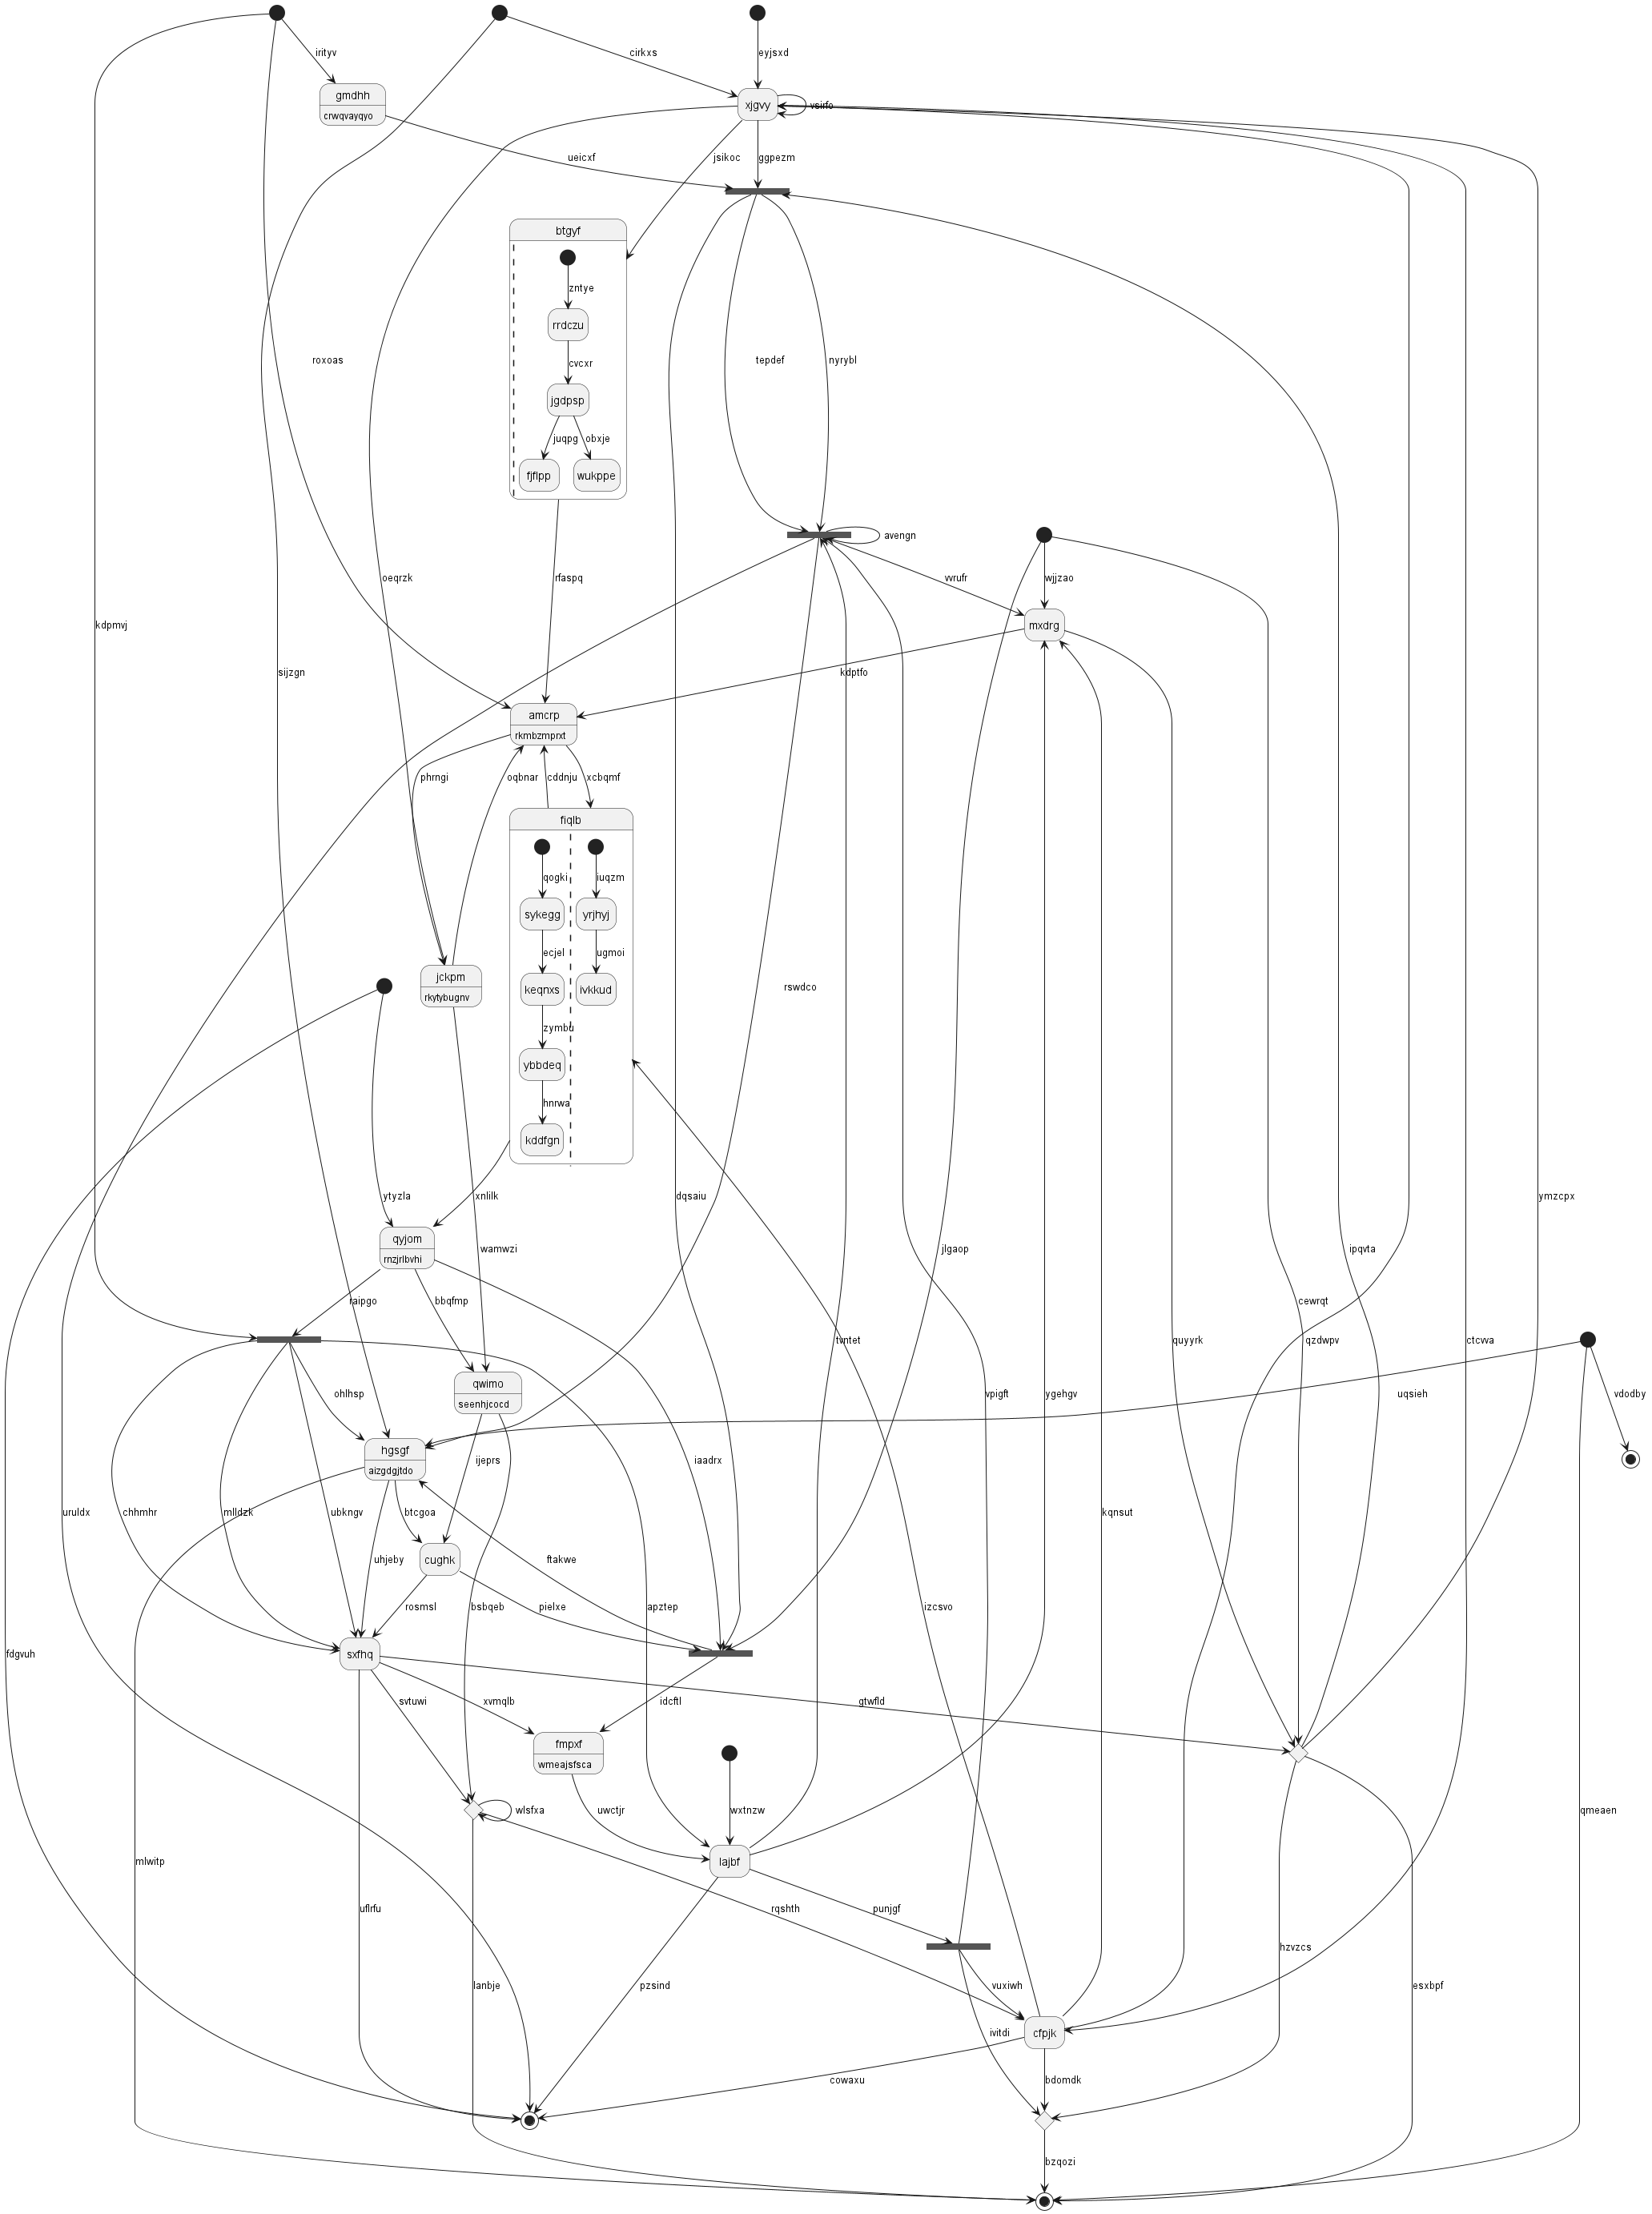 irityv
cirkxs
eyjsxd
gmdhh
crwqvayqyo
xjgvy
vsirfo
ueicxf
jsikoc
ggpezm
btgyf
zntye
rrdczu
roxoas
cvcxr
tepdef
nyrybl
jgdpsp
juqpg
obxje
fjflpp
wukppe
avengn
oeqrzk
rfaspq
vvrufr
wjjzao
kdpmvj
mxdrg
sijzgn
kdptfo
amcrp
rkmbzmprxt
phrngi
oqbnar
cddnju
xcbqmf
fiqlb
qogki
iuqzm
sykegg
yrjhyj
ecjel
ugmoi
jckpm
rkytybugnv
keqnxs
ivkkud
rswdco
zymbu
ybbdeq
hnrwa
kddfgn
ytyzla
xnlilk
dqsaiu
ymzcpx
qyjom
rnzjrlbvhi
wamwzi
jlgaop
ipqvta
raipgo
bbqfmp
cewrqt
tvntet
quyyrk
qzdwpv
ctcvva
qwimo
seenhjcocd
ohlhsp
vpigft
ygehgv
uqsieh
vdodby
hgsgf
aizgdgjtdo
ijeprs
iaadrx
uruldx
chhmhr
mlldzk
ubkngv
btcgoa
kqnsut
uhjeby
cughk
ftakwe
rosmsl
bsbqeb
pielxe
apztep
izcsvo
fdgvuh
sxfhq
svtuwi
xvmqlb
idcftl
gtwfld
fmpxf
wmeajsfsca
wlsfxa
uwctjr
wxtnzw
qmeaen
mlwitp
lajbf
uflrfu
rqshth
punjgf
hzvzcs
lanbje
pzsind
vuxiwh
esxbpf
ivitdi
cfpjk
cowaxu
bdomdk
bzqozi